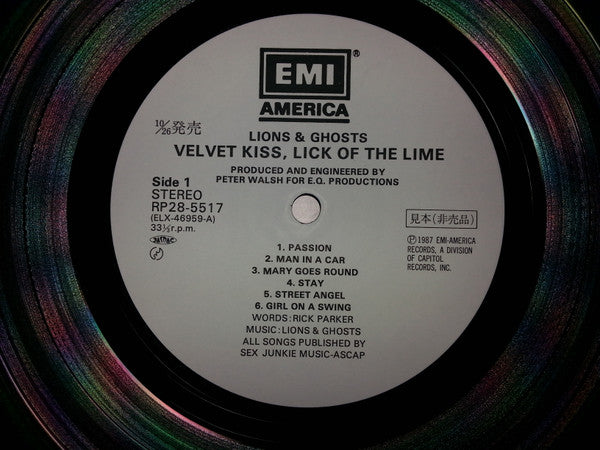 EMI®
AMERICA
10/26発売
LIONS & GHOSTS
VELVET KISS, LICK OF THE LIME
PRODUCED AND ENGINEERED BY
PETER WALSH FOR E.Q. PRODUCTIONS
Side 1
STEREO
RP28-5517
(ELX-46959-A)
33⅓r.p.m.
見本(非売品)
Ⓟ1987 EMI-AMERICA
RECORDS, A DIVISION
OF CAPITOL
RECORDS, INC.
1. PASSION
2. MAN IN A CAR
3. MARY GOES ROUND
4. STAY
5. STREET ANGEL
6. GIRL ON A SWING
WORDS:RICK PARKER
MUSIC:LIONS & GHOSTS
ALL SONGS PUBLISHED BY
SEX JUNKIE MUSIC-ASCAP